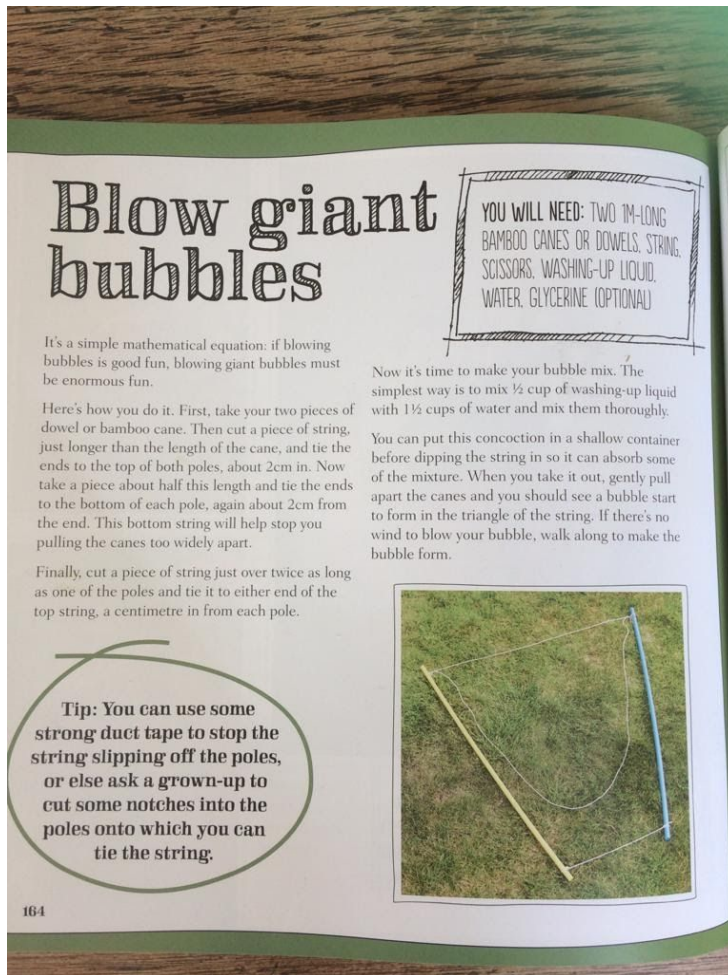 Blow giant
bubbles
YOU WILL NEED: TWO 1M-LONG
BAMBOO CANES OR DOWELS, STRING,
SCISSORS, WASHING-UP LIQUID,
WATER, GLYCERINE (OPTIONAL)
It's a simple mathematical equation: if blowing
bubbles is good fun, blowing giant bubbles must
be enormous fun.
Here's how you do it. First, take your two pieces of
dowel or bamboo cane. Then cut a piece of string,
just longer than the length of the cane, and tie the
ends to the top of both poles, about 2cm in. Now
take a piece about half this length and tie the ends
to the bottom of each pole, again about 2cm from
the end. This bottom string will help stop you
pulling the canes too widely apart.
Finally, cut a piece of string just over twice as long
as one of the poles and tie it to either end of the
top string, a centimetre in from each pole.
Tip: You can use some
strong duct tape to stop the
string slipping off the poles,
or else ask a grown-up to
cut some notches into the
poles onto which you can
tie the string.
Now it's time to make your bubble mix. The
simplest way is to mix ½ cup of washing-up liquid
with 1½ cups of water and mix them thoroughly.
You can put this concoction in a shallow container
before dipping the string in so it can absorb some
of the mixture. When you take it out, gently pull
apart the canes and you should see a bubble start
to form in the triangle of the string. If there's no
wind to blow your bubble, walk along to make the
bubble form.
164